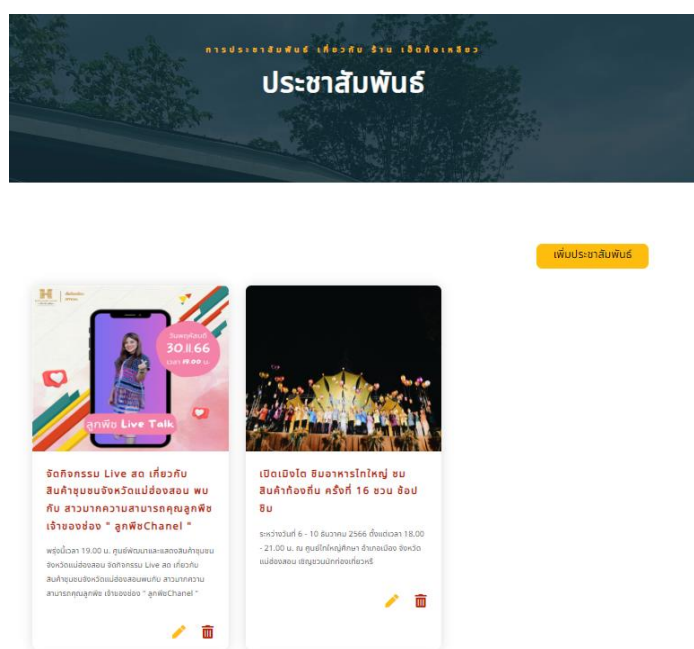 การประชาสัมพันธ์ เกี่ยวกับ ร้าน เอ็ดก้อเหลียว
ประชาสัมพันธ์
เพิ่มประชาสัมพันธ์
วันพฤหัสบดี
30.11.66
เวลา 19.00 น.
ลูกพีช Live Talk
จัดกิจกรรม Live สด เกี่ยวกับ
สินค้าชุมชนจังหวัดแม่ฮ่องสอน พบ
กับ สาวมากความสามารถคุณลูกพีช
เจ้าของช่อง " ลูกพีชChanel "
พรุ่งนี้เวลา 19.00 น. ศูนย์พัฒนาและแสดงสินค้าชุมชน
จังหวัดแม่ฮ่องสอน จัดกิจกรรม Live สด เกี่ยวกับ
สินค้าชุมชนจังหวัดแม่ฮ่องสอนพบกับ สาวมากความ
สามารถคุณลูกพีช เจ้าของช่อง " ลูกพีชChanel "
เปิดเมิงไต ชิมอาหารไทใหญ่ ชม
สินค้าท้องถิ่น ครั้งที่ 16 ชวน ช้อป
ชิม
ระหว่างวันที่ 6 - 10 ธันวาคม 2566 ตั้งแต่เวลา 18.00
- 21.00 น. ณ ศูนย์ไทใหญ่ศึกษา อำเภอเมือง จังหวัด
แม่ฮ่องสอน เชิญชวนนักท่องเที่ยวฟรี